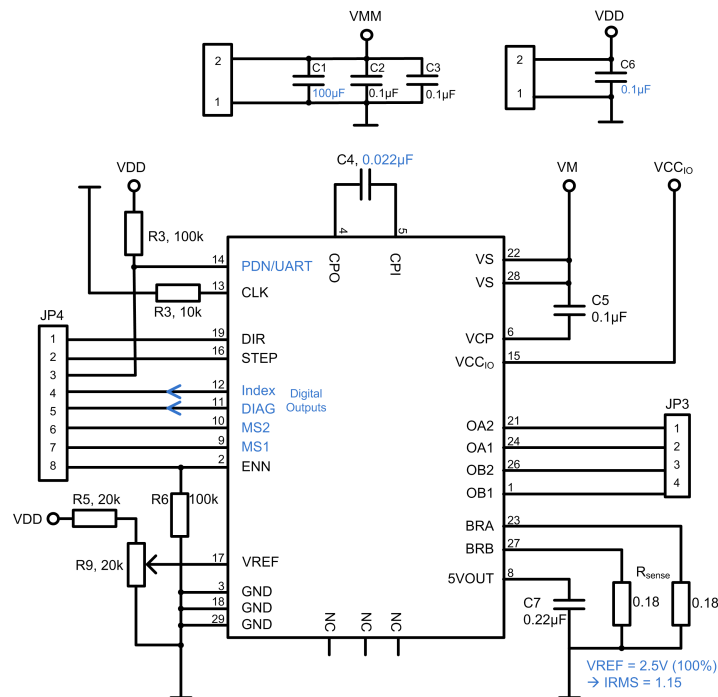 VMM
VDD
2
1
C1
100µF
C2
0.1µF
C3
0.1µF
2
1
C6
0.1µF
C4, 0.022µF
VDD
VM
VCCIO
R3, 100k
4
5
CPO
CPI
14
PDN/UART
13
CLK
R3, 10k
22
VS
28
VS
C5
0.1µF
6
VCP
15
VCCIO
JP4
1
2
3
4
5
6
7
8
19
DIR
16
STEP
12
Index
11
DIAG
Digital
Outputs
10
MS2
9
MS1
2
ENN
JP3
1
2
3
4
OA2
21
OA1
24
OB2
26
OB1
1
R5, 20k
VDD
R6
100k
R9, 20k
17
VREF
3
GND
18
GND
29
GND
NC
NC
NC
BRA
23
BRB
27
5VOUT
8
C7
0.22µF
Rsense
0.18
0.18
VREF = 2.5V (100%)
→ IRMS = 1.15